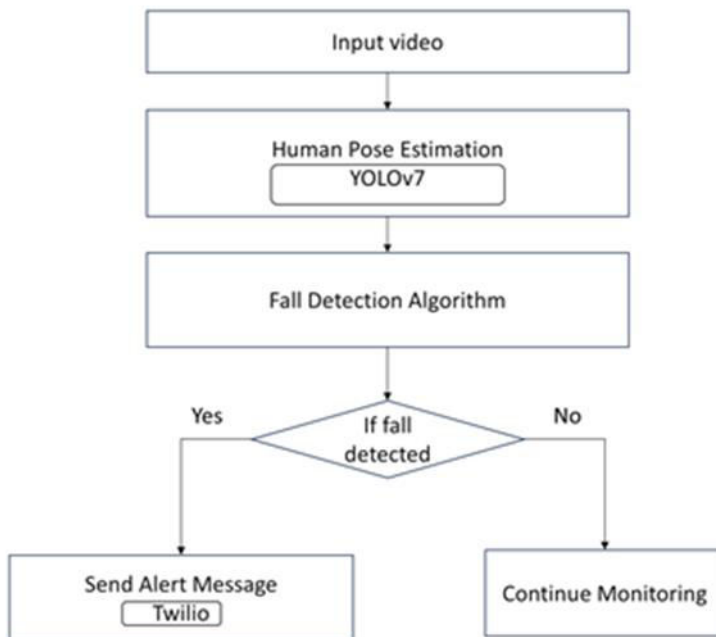 Input video
Human Pose Estimation
YOLOv7
Fall Detection Algorithm
Yes
If fall
detected
No
Send Alert Message
Twilio
Continue Monitoring